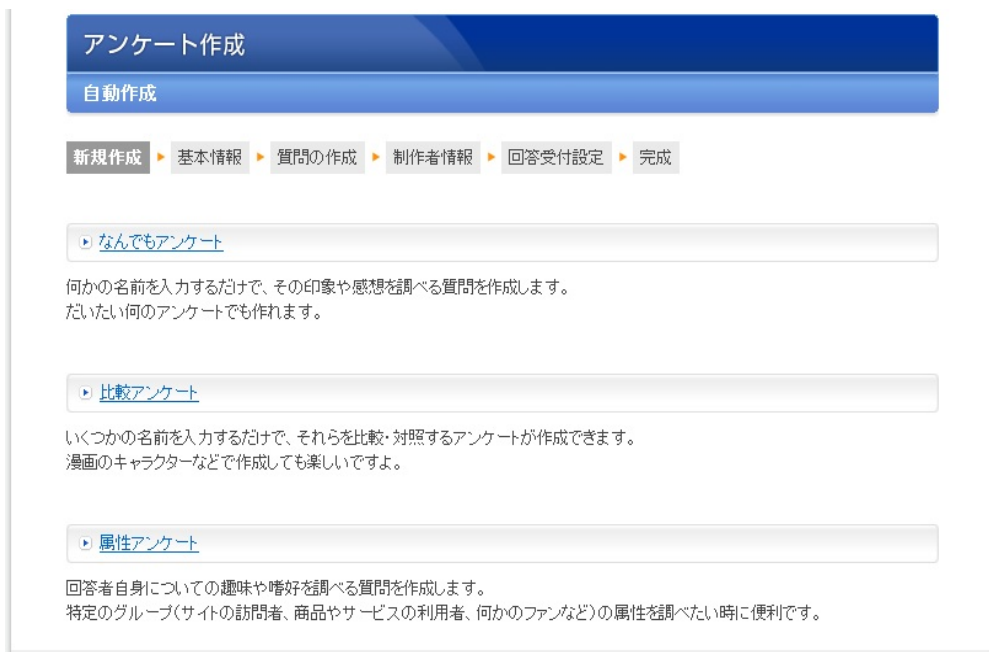 アンケート作成
自動作成
新規作成 ▶ 基本情報 ▶ 質問の作成 ▶ 制作者情報 ▶ 回答受付設定 ▶ 完成
なんでもアンケート
何かの名前を入力するだけで、その印象や感想を調べる質問を作成します。
だいたい何のアンケートでも作れます。
比較アンケート
いくつかの名前を入力するだけで、それらを比較・対照するアンケートが作成できます。
漫画のキャラクターなどで作成しても楽しいですよ。
属性アンケート
回答者自身についての趣味や嗜好を調べる質問を作成します。
特定のグループ(サイトの訪問者、商品やサービスの利用者、何かのファンなど)の属性を調べたい時に便利です。